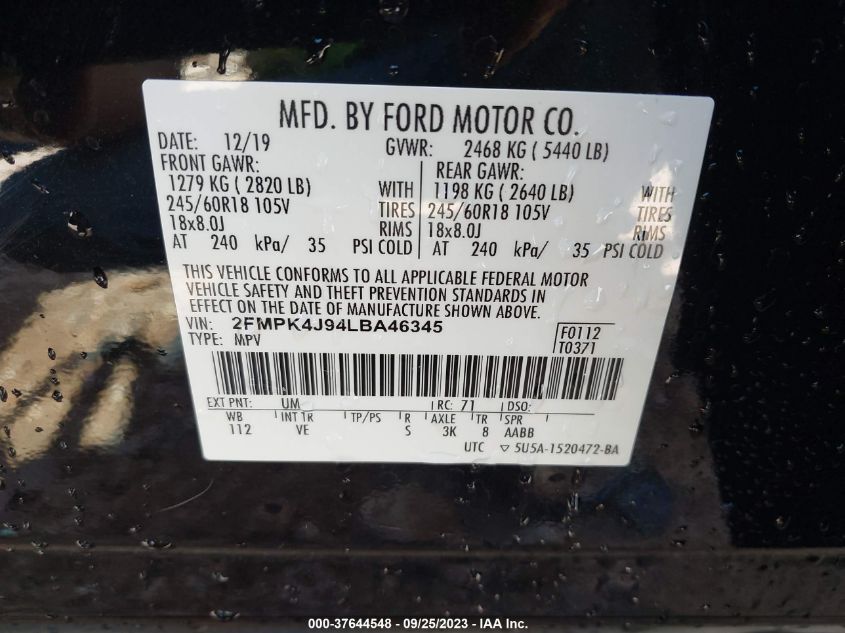 MFD. BY FORD MOTOR CO.
DATE: 12/19 GVWR: 2468 KG ( 5440 LB)
FRONT GAWR: REAR GAWR:
1279 KG ( 2820 LB) WITH 1198 KG ( 2640 LB) WITH
245/60R18 105V TIRES 245/60R18 105V TIRES
18x8.0J RIMS 18x8.0J RIMS
AT 240 kPa/ 35 PSI COLD AT 240 kPa/ 35 PSI COLD
THIS VEHICLE CONFORMS TO ALL APPLICABLE FEDERAL MOTOR
VEHICLE SAFETY AND THEFT PREVENTION STANDARDS IN
EFFECT ON THE DATE OF MANUFACTURE SHOWN ABOVE.
VIN: 2FMPK4J94LBA46345 F0112
TYPE: MPV T0371
EXT PNT: UM RC: 71 DSO:
WB INT TR TP/PS R AXLE TR SPR
112 VE S 3K 8 AABB
UTC ▽ 5U5A-1520472-BA
000-37644548 - 09/25/2023 - IAA Inc.